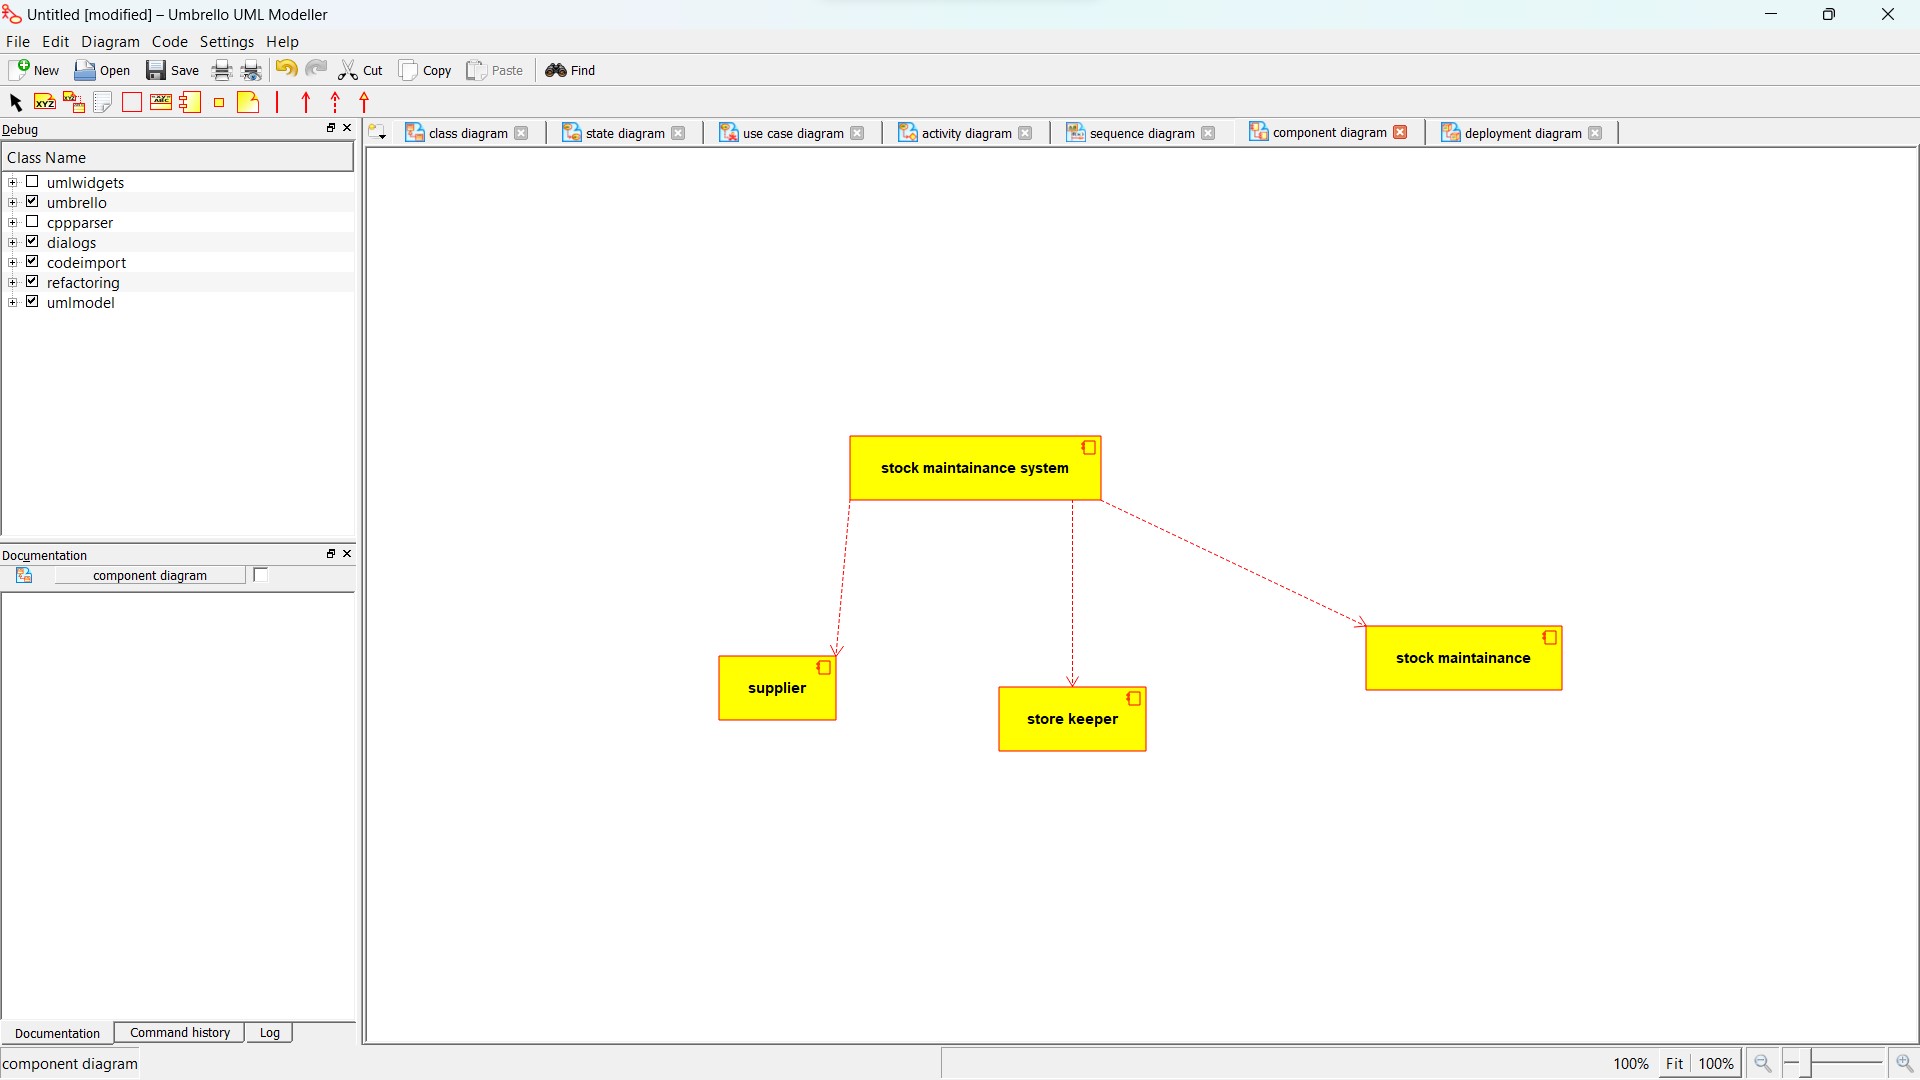 Untitled [modified] – Umbrello UML Modeller
File Edit Diagram Code Settings Help
New Open Save Cut Copy Paste Find
XYZ XYZ ABC
Debug
class diagram state diagram use case diagram activity diagram sequence diagram component diagram deployment diagram
Class Name
umlwidgets
umbrello
cppparser
dialogs
codeimport
refactoring
umlmodel
stock maintainance system
supplier
store keeper
stock maintainance
Documentation
component diagram
Documentation Command history Log
component diagram
100% Fit 100%